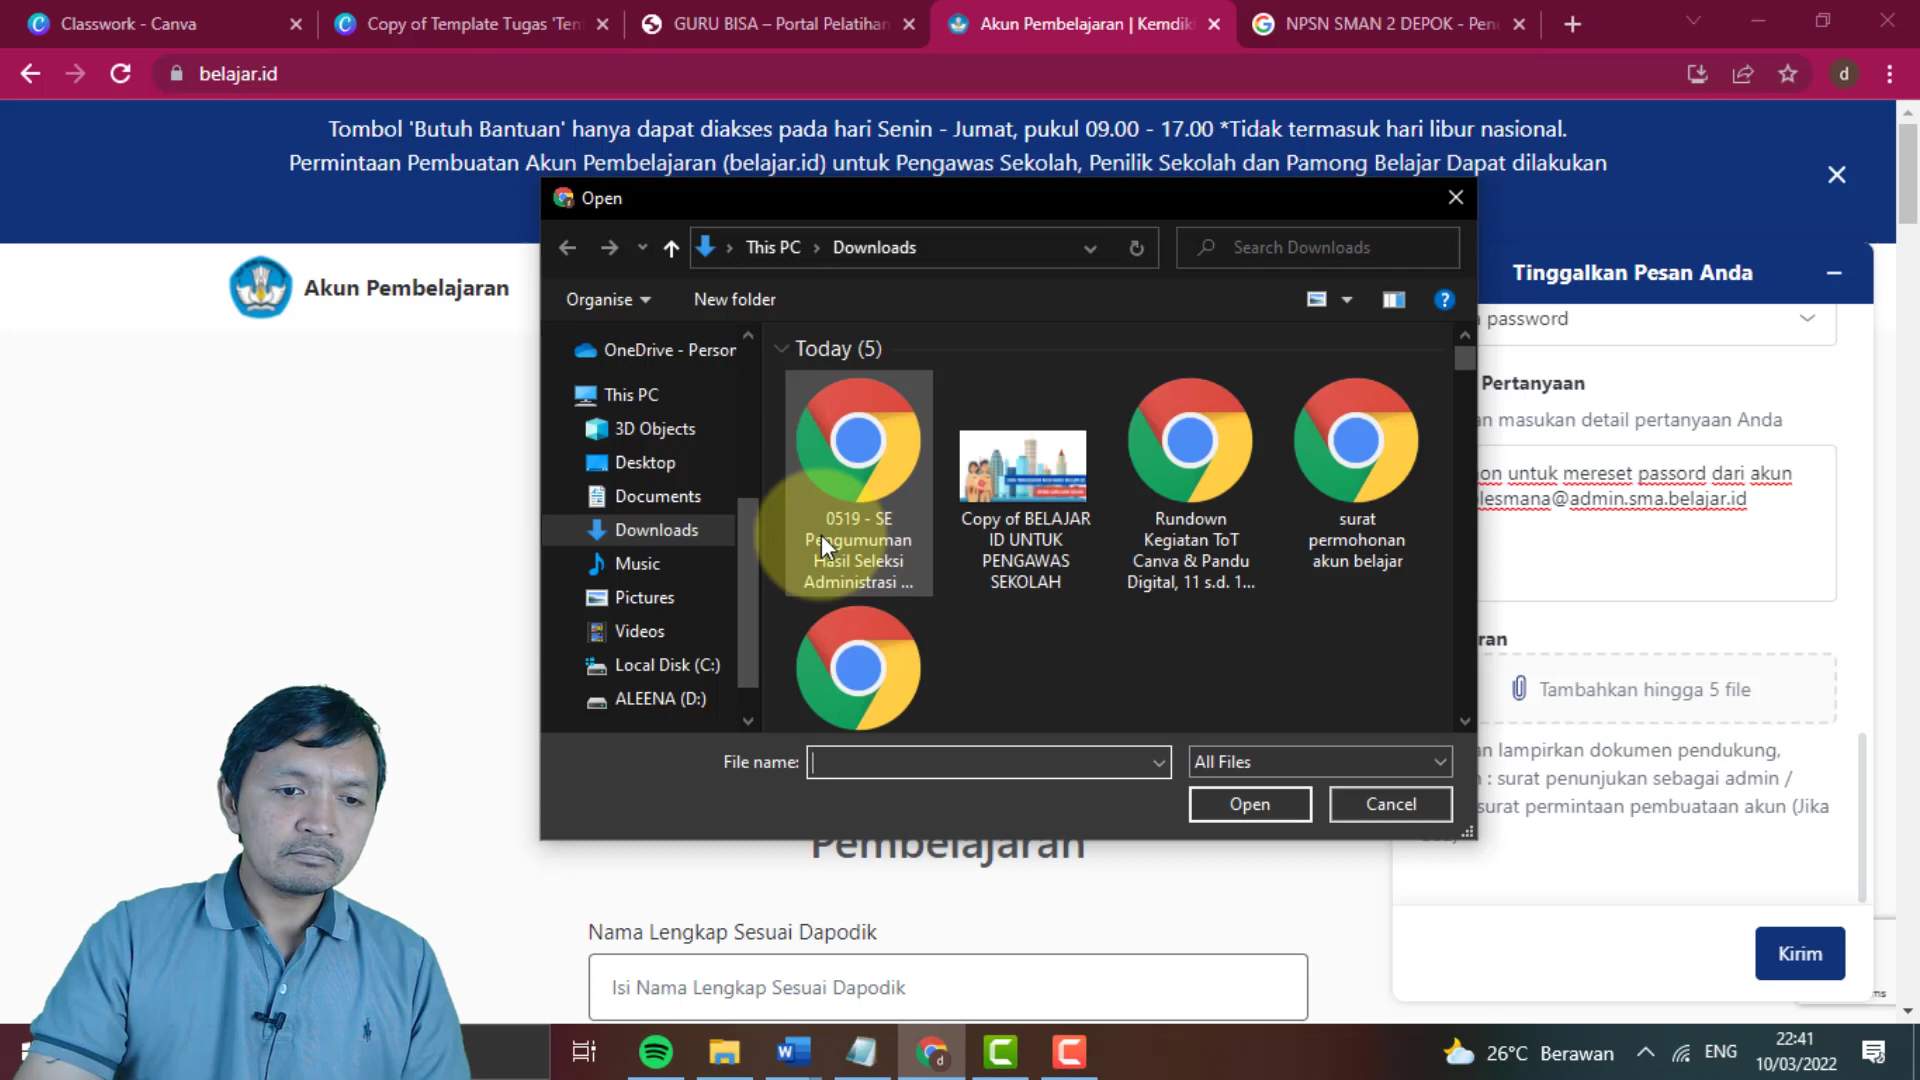 Classwork - Canva
Copy of Template Tugas 'Ten
GURU BISA – Portal Pelatihan
Akun Pembelajaran | Kemdik
NPSN SMAN 2 DEPOK - Pen
belajar.id
d
Tombol 'Butuh Bantuan' hanya dapat diakses pada hari Senin - Jumat, pukul 09.00 - 17.00 *Tidak termasuk hari libur nasional.
Permintaan Pembuatan Akun Pembelajaran (belajar.id) untuk Pengawas Sekolah, Penilik Sekolah dan Pamong Belajar Dapat dilakukan
Akun Pembelajaran
Open
This PC
Downloads
Search Downloads
Organise
New folder
OneDrive - Person
This PC
3D Objects
Desktop
Documents
Downloads
Music
Pictures
Videos
Local Disk (C:)
ALEENA (D:)
Today (5)
0519 - SE
Pengumuman
Hasil Seleksi
Administrasi ...
Copy of BELAJAR
ID UNTUK
PENGAWAS
SEKOLAH
Rundown
Kegiatan ToT
Canva & Pandu
Digital, 11 s.d. 1...
surat
permohonan
akun belajar
File name:
All Files
Open
Cancel
Tinggalkan Pesan Anda
password
Pertanyaan
masukan detail pertanyaan Anda
untuk mereset passord dari akun
lesmana@admin.sma.belajar.id
Tambahkan hingga 5 file
lampirkan dokumen pendukung,
: surat penunjukan sebagai admin /
surat permintaan pembuataan akun (Jika
Kirim
Pembelajaran
Nama Lengkap Sesuai Dapodik
Isi Nama Lengkap Sesuai Dapodik
26°C Berawan
ENG
22:41
10/03/2022